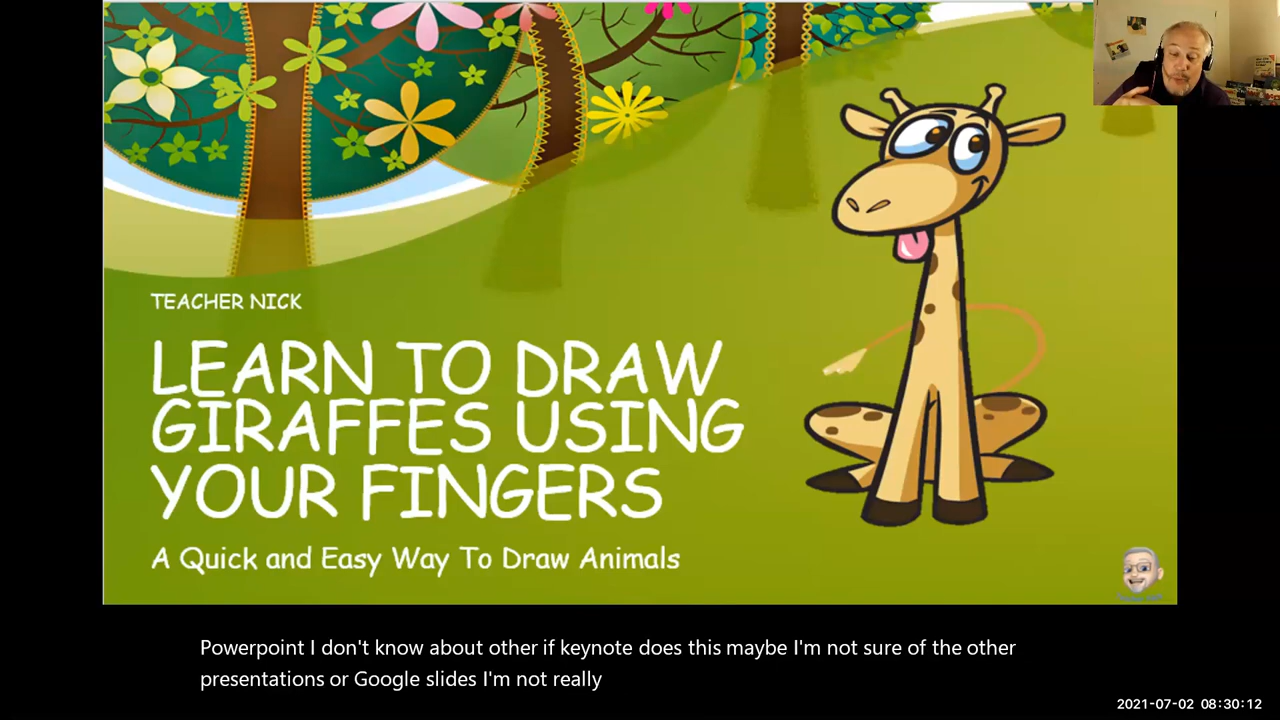 TEACHER NICK
LEARN TO DRAW
GIRAFFES USING
YOUR FINGERS
A Quick and Easy Way To Draw Animals
Powerpoint I don't know about other if keynote does this maybe I'm not sure of the other
presentations or Google slides I'm not really
2021-07-02 08:30:12